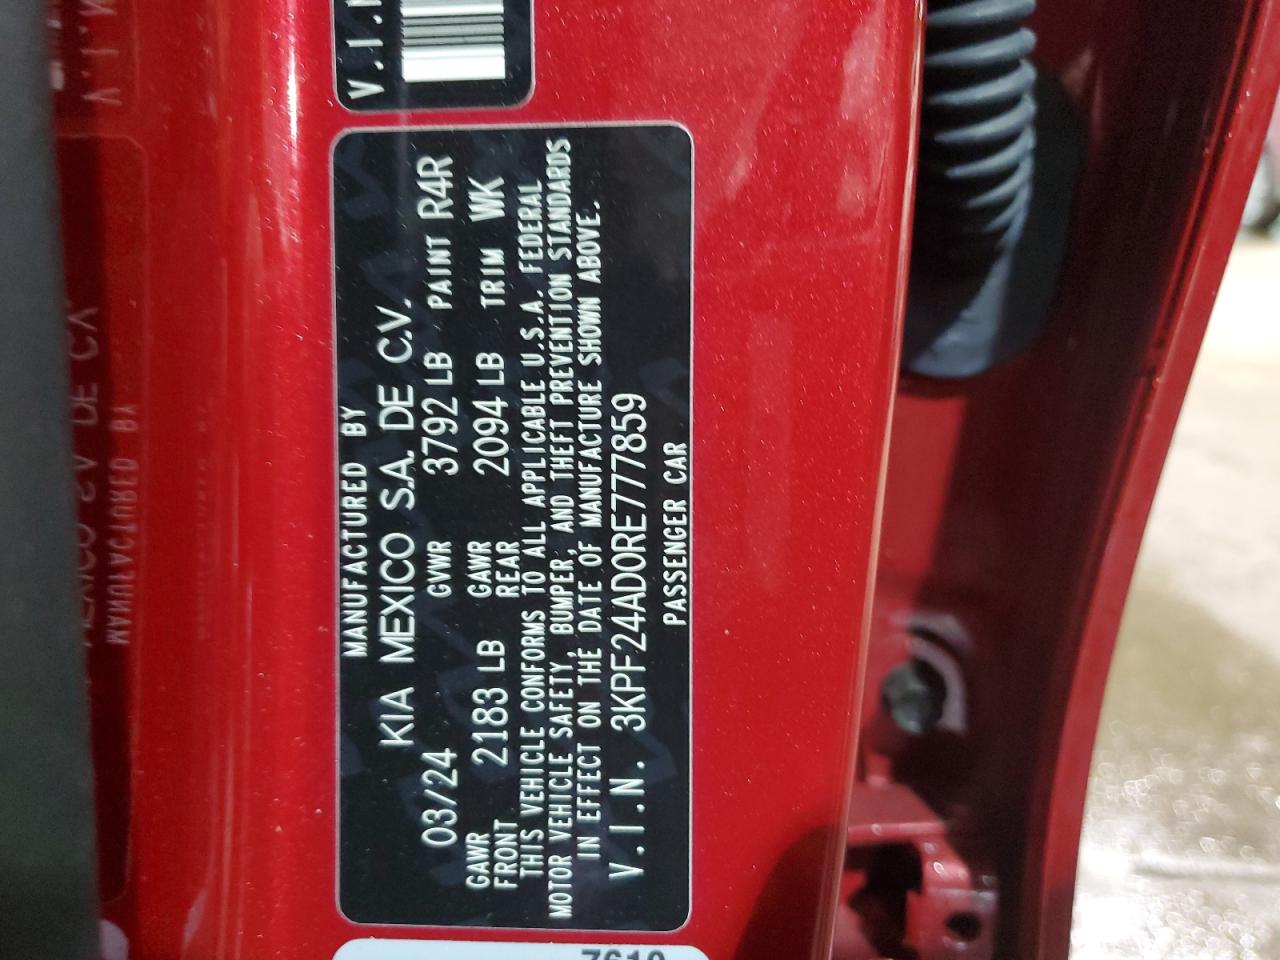 V.I.N
MANUFACTURED BY
KIA MEXICO S.A. DE C.V.
03/24 GVWR 3792 LB PAINT R4R
GAWR FRONT 2183 LB GAWR REAR 2094 LB TRIM WK
THIS VEHICLE CONFORMS TO ALL APPLICABLE U.S.A. FEDERAL
MOTOR VEHICLE SAFETY, BUMPER, AND THEFT PREVENTION STANDARDS
IN EFFECT ON THE DATE OF MANUFACTURE SHOWN ABOVE.
V.I.N. 3KPF24AD0RE777859
PASSENGER CAR